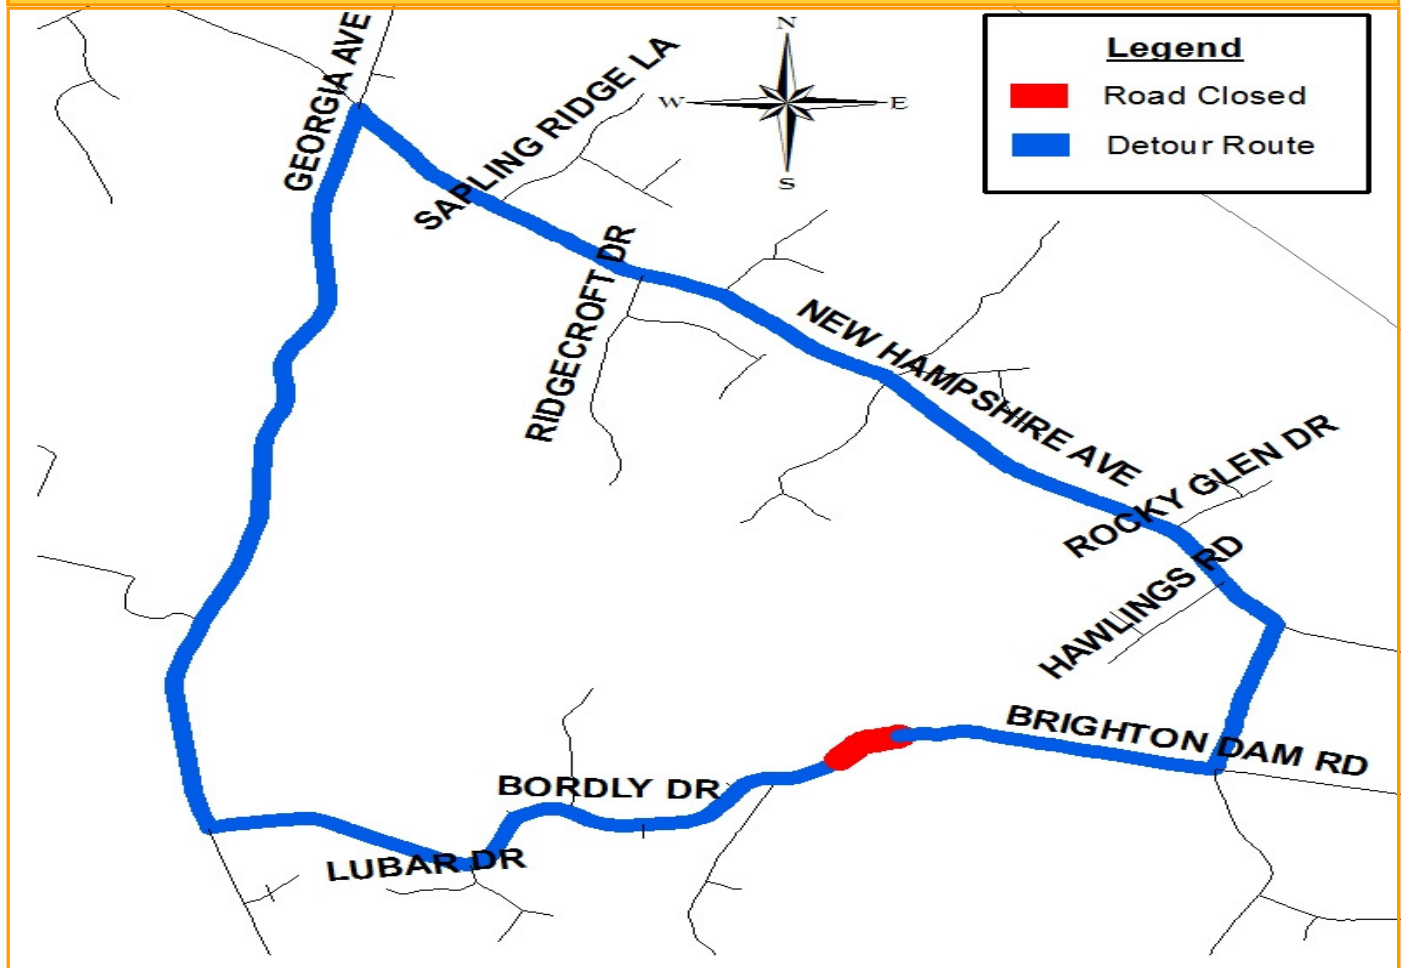 GEORGIA AVE
SAPLING RIDGE LA
N
W
E
S
Legend
Road Closed
Detour Route
RIDGECROFT DR
NEW HAMPSHIRE AVE
ROCKY GLEN DR
HAWLINGS RD
BRIGHTON DAM RD
BORDLY DR
LUBAR DR